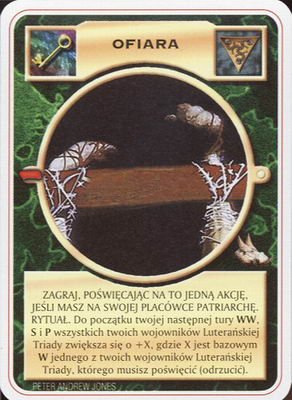 OFIARA
ZAGRAJ, POŚWIĘCAJĄC NA TO JEDNĄ AKCJĘ,
JEŚLI MASZ NA SWOJEJ PLACÓWCE PATRIARCHĘ,
RYTUAŁ. Do początku twojej następnej tury WW,
S i P wszystkich twoich wojowników Luterańskiej
Triady zwiększa się o +X, gdzie X jest bazowym
W jednego z twoich wojowników Luterańskiej
Triady, którego musisz poświęcić (odrzucić).
PETER ANDREW JONES